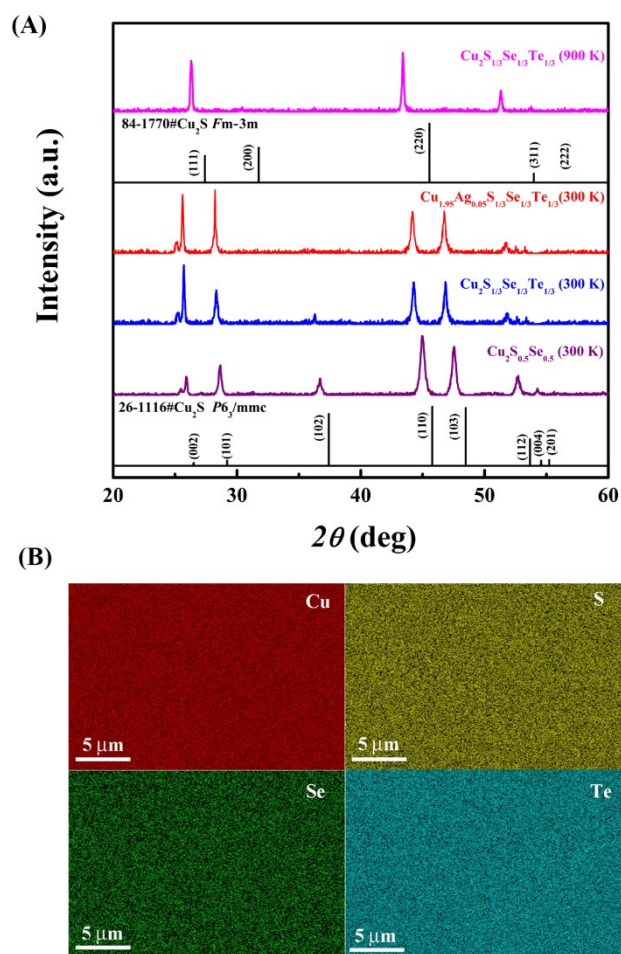 (A)
Intensity (a.u.)
Cu₂S₁/₃Se₁/₃Te₁/₃ (900 K)
84-1770#Cu₂S Fm-3m
(111)
(200)
(220)
(311)
(222)
Cu₁.₉₅Ag₀.₀₅S₁/₃Se₁/₃Te₁/₃(300 K)
Cu₂S₁/₃Se₁/₃Te₁/₃ (300 K)
Cu₂S₀.₅Se₀.₅ (300 K)
26-1116#Cu₂S P6₃/mmc
(002)
(101)
(102)
(110)
(103)
(112)
(004)
(201)
20 30 40 50 60
2θ (deg)
(B)
Cu
5 μm
S
5 μm
Se
5 μm
Te
5 μm